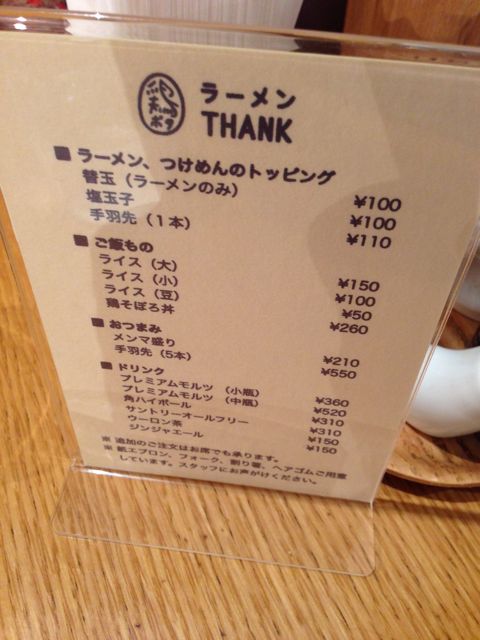 ラーメン
THANK
■ ラーメン、つけめんのトッピング
替玉（ラーメンのみ） ¥100
塩玉子 ¥100
手羽先（1本） ¥110
■ ご飯もの
ライス（大） ¥150
ライス（小） ¥100
ライス（豆） ¥50
鶏そぼろ丼 ¥260
■ おつまみ
メンマ盛り ¥210
手羽先（5本） ¥550
■ ドリンク
プレミアムモルツ （小瓶） ¥360
プレミアムモルツ （中瓶） ¥520
角ハイボール ¥310
サントリーオールフリー ¥310
ウーロン茶 ¥150
ジンジャエール ¥150
※ 追加のご注文はお席でも承ります。
※ 紙エプロン、フォーク、割り箸、ヘアゴムご用意
しています。スタッフにお声がけください。